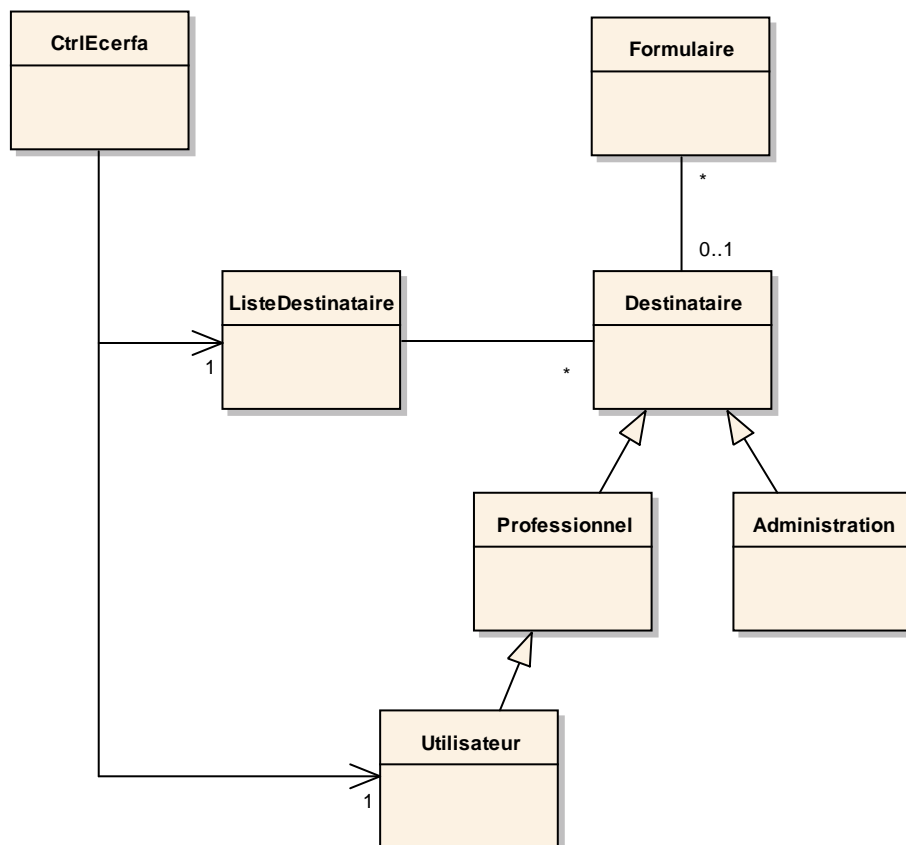 CtrlEcerfa
Formulaire
*
0..1
ListeDestinataire
Destinataire
1
*
Professionnel
Administration
Utilisateur
1